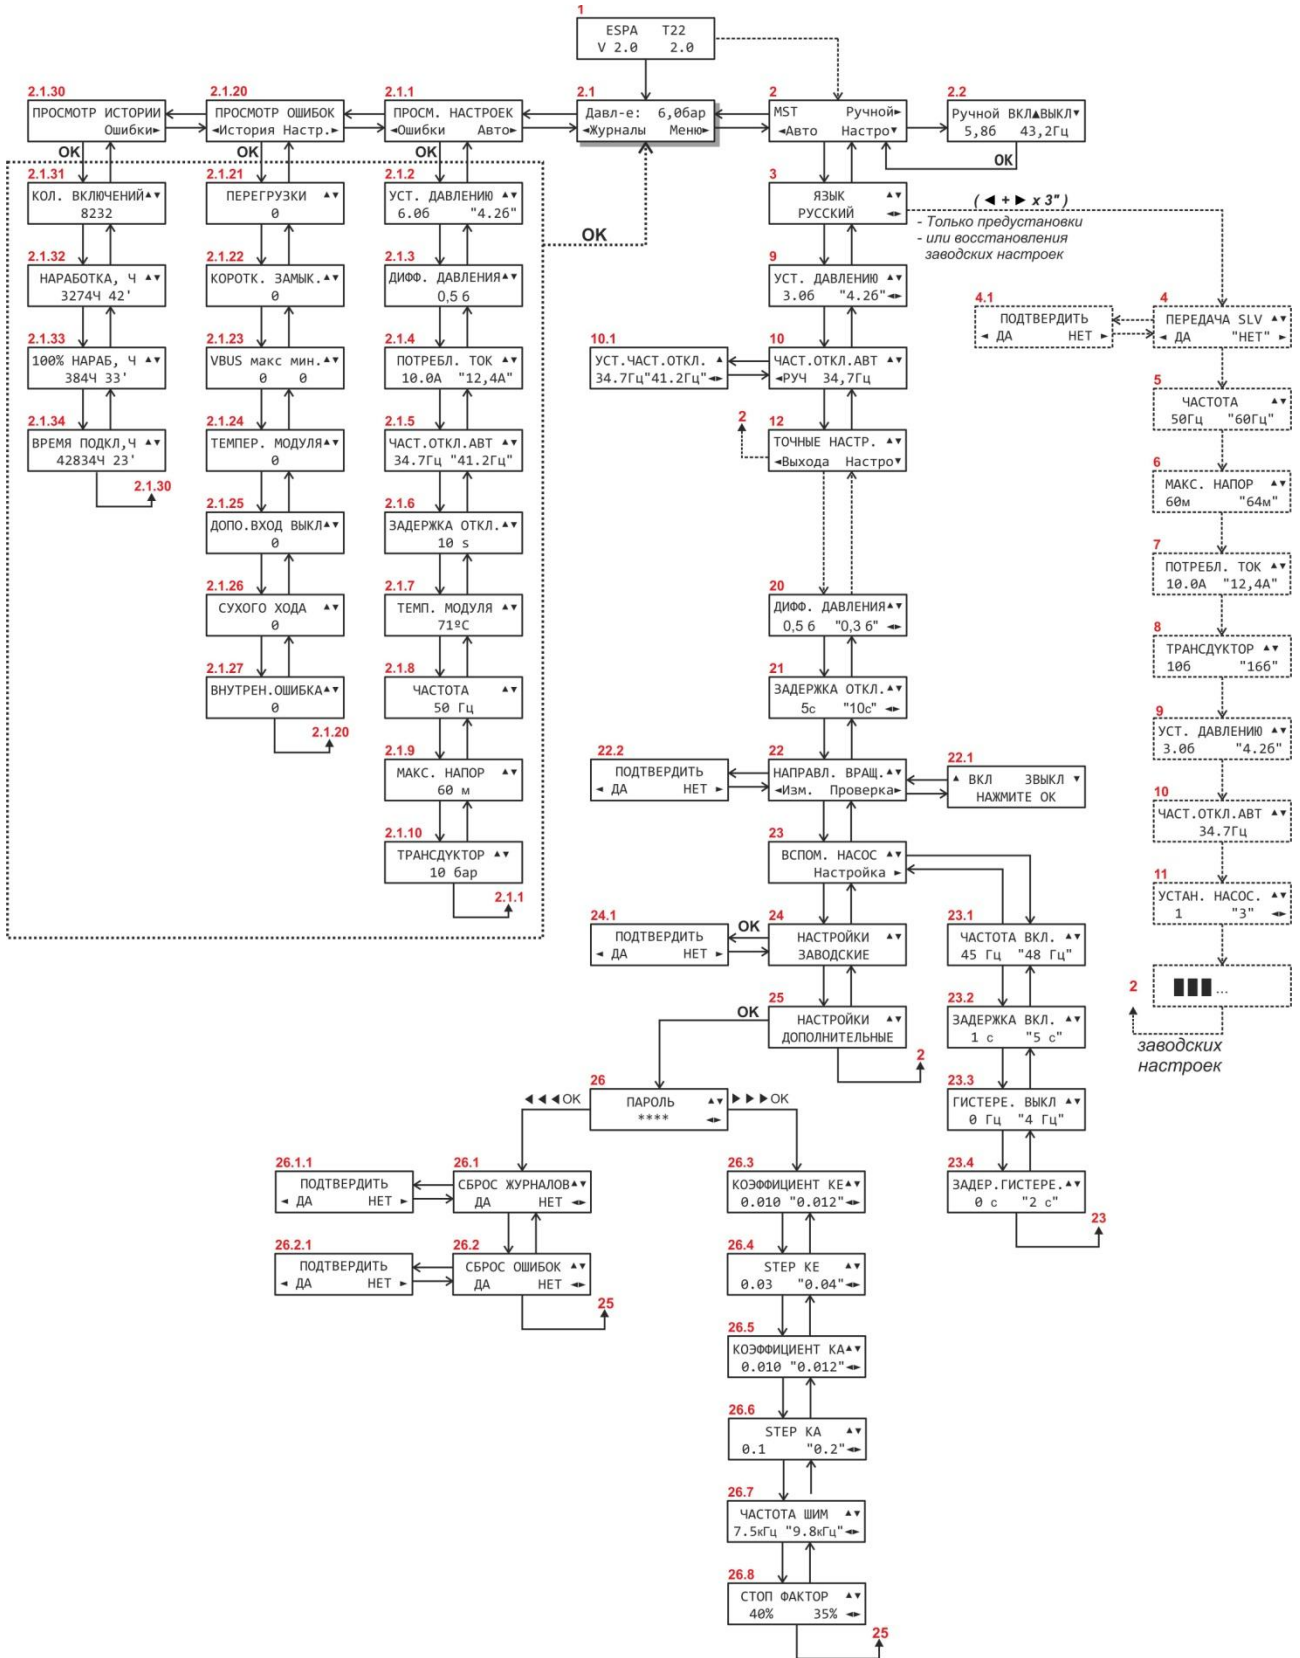 1
ESPA T22
V 2.0 2.0
2.1.30
ПРОСМОТР ИСТОРИИ
Ошибки►
2.1.20
ПРОСМОТР ОШИБОК
◄История Настр.►
2.1.1
ПРОСМ. НАСТРОЕК
◄Ошибки Авто►
2.1
Давл-е: 6,0бар
◄Журналы Меню►
2
MST Ручной►
◄Авто Настро▼
2.2
Ручной ВКЛ▲ВЫКЛ▼
5,8б 43,2Гц
OK
OK
OK
OK
OK
2.1.31
КОЛ. ВКЛЮЧЕНИЙ▲▼
8232
2.1.32
НАРАБОТКА, Ч ▲▼
3274Ч 42'
2.1.33
100% НАРАБ, Ч ▲▼
384Ч 33'
2.1.34
ВРЕМЯ ПОДКЛ,Ч ▲▼
42834Ч 23'
2.1.30
2.1.21
ПЕРЕГРУЗКИ ▲▼
0
2.1.22
КОРОТК. ЗАМЫК.▲▼
0
2.1.23
VBUS макс мин.▲▼
0 0
2.1.24
ТЕМПЕР. МОДУЛЯ▲▼
0
2.1.25
ДОПО.ВХОД ВЫКЛ▲▼
0
2.1.26
СУХОГО ХОДА ▲▼
0
2.1.27
ВНУТРЕН.ОШИБКА▲▼
0
2.1.20
2.1.2
УСТ. ДАВЛЕНИЮ ▲▼
6.0б "4.2б"
2.1.3
ДИФФ. ДАВЛЕНИЯ▲▼
0,5 б
2.1.4
ПОТРЕБЛ. ТОК ▲▼
10.0А "12,4А"
2.1.5
ЧАСТ.ОТКЛ.АВТ ▲▼
34.7Гц "41.2Гц"
2.1.6
ЗАДЕРЖКА ОТКЛ.▲▼
10 s
2.1.7
ТЕМП. МОДУЛЯ ▲▼
71ºC
2.1.8
ЧАСТОТА ▲▼
50 Гц
2.1.9
МАКС. НАПОР ▲▼
60 м
2.1.10
ТРАНСДУКТОР ▲▼
10 бар
2.1.1
OK
3
ЯЗЫК ▲▼
РУССКИЙ ◄►
( ◄ + ► x 3" )
- Только предустановки
- или восстановления
заводских настроек
9
УСТ. ДАВЛЕНИЮ ▲▼
3.0б "4.2б"◄►
10.1
УСТ.ЧАСТ.ОТКЛ. ▲
34.7Гц"41.2Гц"◄►
10
ЧАСТ.ОТКЛ.АВТ ▲▼
◄РУЧ 34,7Гц
2
12
ТОЧНЫЕ НАСТР. ▲▼
◄Выхода Настро▼
20
ДИФФ. ДАВЛЕНИЯ▲▼
0,5 б "0,3 б" ◄►
21
ЗАДЕРЖКА ОТКЛ.▲▼
5с "10с" ◄►
22.2
ПОДТВЕРДИТЬ
◄ ДА НЕТ ►
22
НАПРАВЛ. ВРАЩ.▲▼
◄Изм. Проверка►
22.1
▲ ВКЛ 3ВЫКЛ ▼
НАЖМИТЕ ОК
23
ВСПОМ. НАСОС ▲▼
Настройка ►
24.1
ПОДТВЕРДИТЬ
◄ ДА НЕТ ►
OK
24
НАСТРОЙКИ ▲▼
ЗАВОДСКИЕ
25
НАСТРОЙКИ ▲▼
ДОПОЛНИТЕЛЬНЫЕ
OK
2
4.1
ПОДТВЕРДИТЬ
◄ ДА НЕТ ►
4
ПЕРЕДАЧА SLV ▲▼
◄ ДА "НЕТ" ►
5
ЧАСТОТА ▲▼
50Гц "60Гц"
6
МАКС. НАПОР ▲▼
60м "64м"
7
ПОТРЕБЛ. ТОК ▲▼
10.0А "12,4А"
8
ТРАНСДУКТОР ▲▼
10б "16б"
9
УСТ. ДАВЛЕНИЮ ▲▼
3.0б "4.2б"
10
ЧАСТ.ОТКЛ.АВТ ▲▼
34.7Гц
11
УСТАН. НАСОС. ▲▼
1 "3" ◄►
2
███...
заводских
настроек
23.1
ЧАСТОТА ВКЛ. ▲▼
45 Гц "48 Гц"
23.2
ЗАДЕРЖКА ВКЛ. ▲▼
1 с "5 с"
23.3
ГИСТЕРЕ. ВЫКЛ ▲▼
0 Гц "4 Гц"
23.4
ЗАДЕР.ГИСТЕРЕ.▲▼
0 с "2 с"
23
26
ПАРОЛЬ ▲▼
**** ◄►
◄◄◄OK
►►►OK
26.1.1
ПОДТВЕРДИТЬ
◄ ДА НЕТ ►
26.1
СБРОС ЖУРНАЛОВ▲▼
ДА НЕТ ◄►
26.2.1
ПОДТВЕРДИТЬ
◄ ДА НЕТ ►
26.2
СБРОС ОШИБОК ▲▼
ДА НЕТ ◄►
25
26.3
КОЭФФИЦИЕНТ КЕ▲▼
0.010 "0.012"◄►
26.4
STEP KE ▲▼
0.03 "0.04"◄►
26.5
КОЭФФИЦИЕНТ КА▲▼
0.010 "0.012"◄►
26.6
STEP KA ▲▼
0.1 "0.2"◄►
26.7
ЧАСТОТА ШИМ ▲▼
7.5кГц "9.8кГц"◄►
26.8
СТОП ФАКТОР ▲▼
40% 35% ◄►
25